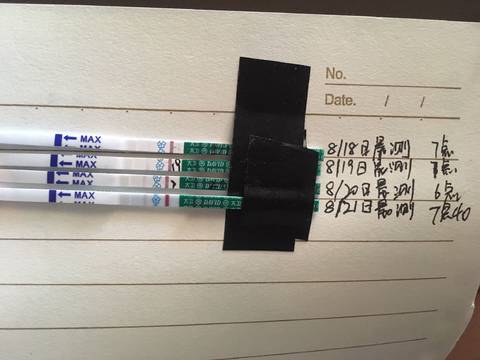 No.
Date. / /
MAX 8/18日晨测 7点
MAX 8/19日晨测
MAX 8/20日晨测 6点
MAX 8/21日晨测 7点40